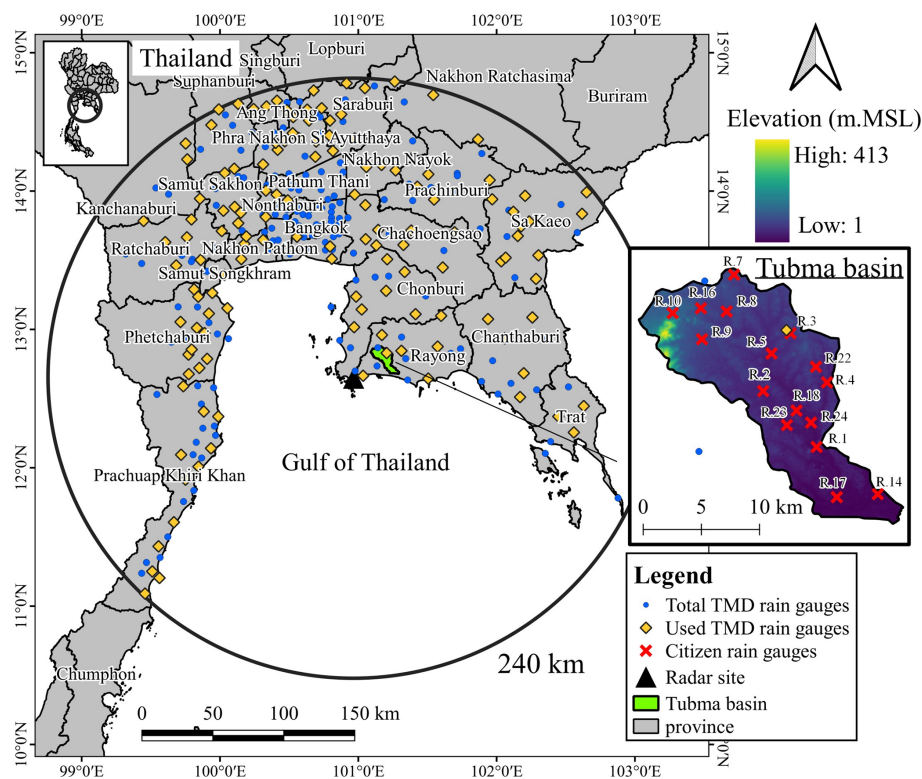 99°0'E 100°0'E 101°0'E 102°0'E 103°0'E
15°0'N
15°0'N
Thailand
Lopburi
Singburi
Suphanburi
Nakhon Ratchasima
Buriram
Saraburi
Ang Thong
Phra Nakhon Si Ayutthaya
Nakhon Nayok
Samut Sakhon
Pathum Thani
Prachinburi
14°0'N
14°0'N
Kanchanaburi
Nonthaburi
Sa Kaeo
Bangkok
Chachoengsao
Ratchaburi
Nakhon Pathom
Samut Songkhram
Chonburi
13°0'N
13°0'N
Phetchaburi
Chanthaburi
Rayong
Trat
12°0'N
12°0'N
Prachuap Khiri Khan
Gulf of Thailand
11°0'N
240 km
Chumphon
0 50 100 150 km
10°0'N
0'N
99°0'E 100°0'E 101°0'E 102°0'E 103°0'E
Elevation (m.MSL)
High: 413
Low: 1
Tubma basin
R.7
R.10
R.16
R.8
R.3
R.9
R.5
R.22
R.4
R.2
R.18
R.23
R.24
R.1
R.17
R.14
0 5 10 km
Legend
Total TMD rain gauges
Used TMD rain gauges
Citizen rain gauges
Radar site
Tubma basin
province